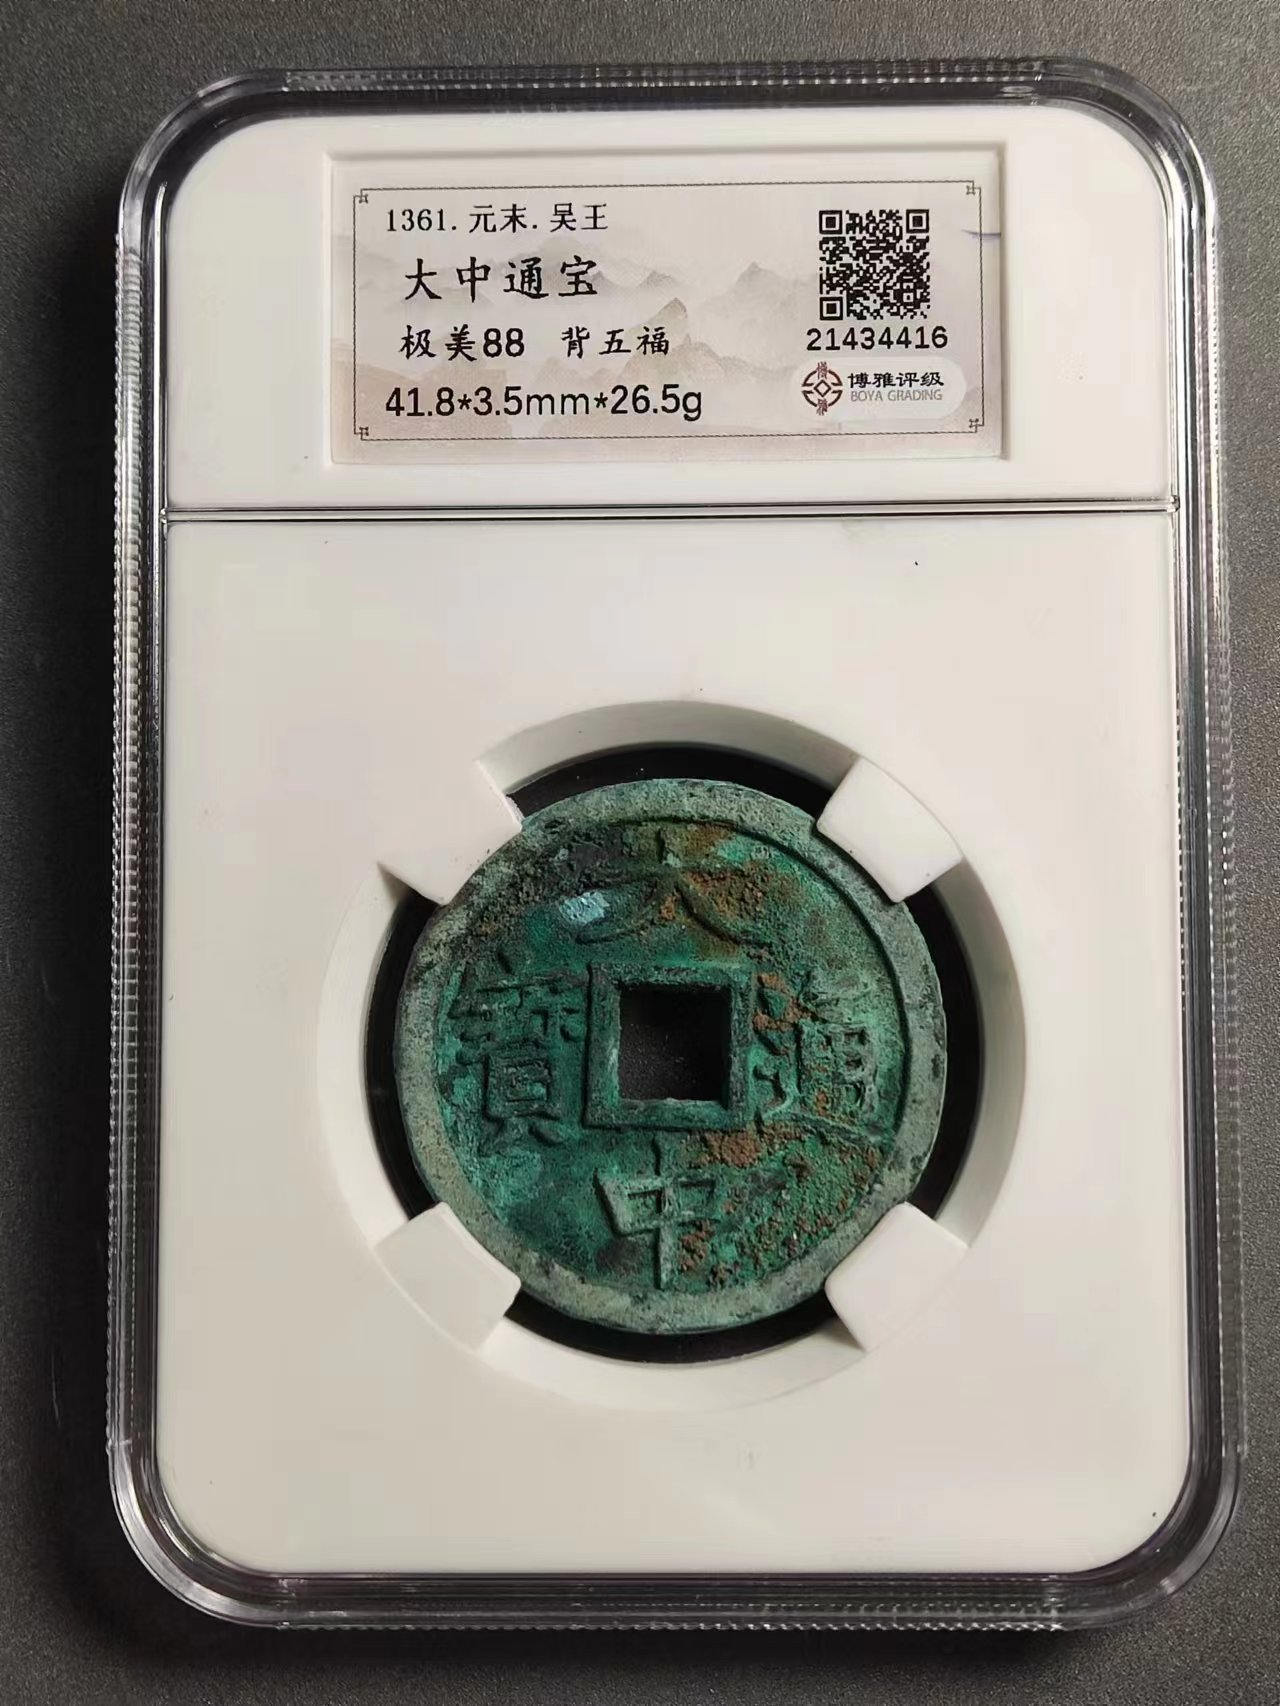 1361.元末.吴王
大中通宝
极美88 背五福
41.8*3.5mm*26.5g
21434416
博雅评级
BOYA GRADING
大中通寳